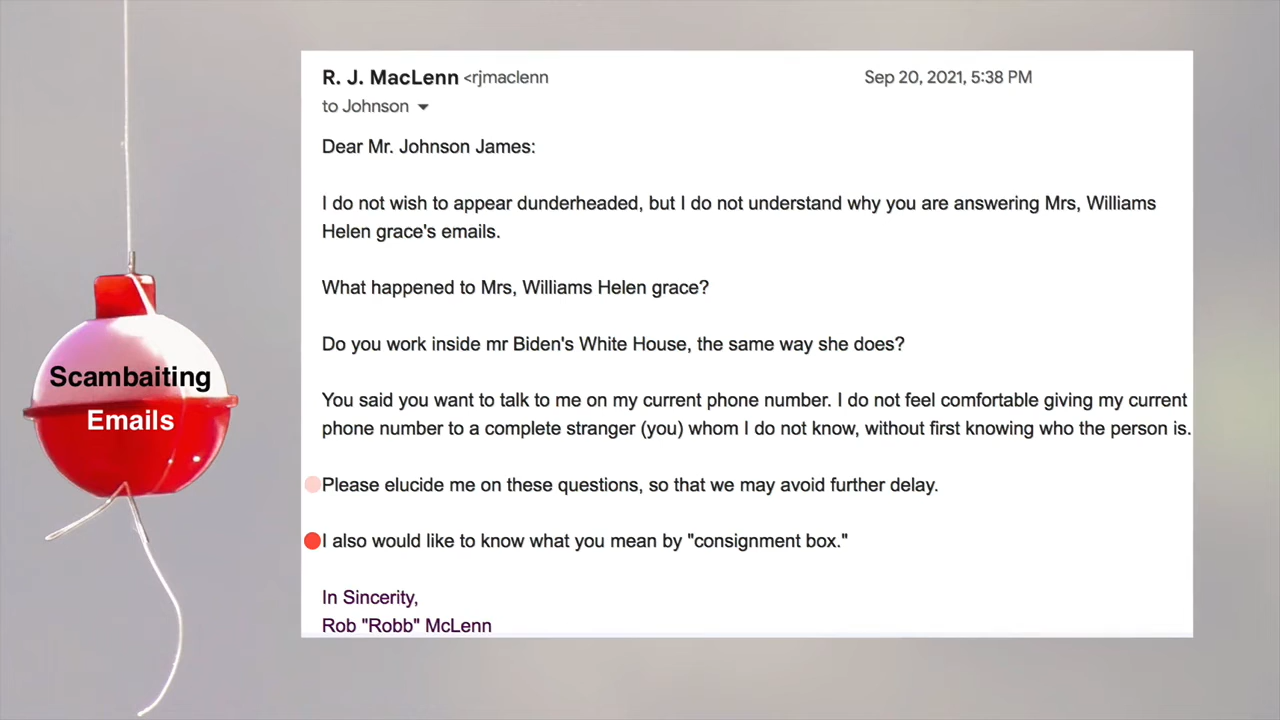 Scambaiting
Emails
R. J. MacLenn <rjmaclenn
Sep 20, 2021, 5:38 PM
to Johnson
Dear Mr. Johnson James:
I do not wish to appear dunderheaded, but I do not understand why you are answering Mrs, Williams
Helen grace's emails.
What happened to Mrs, Williams Helen grace?
Do you work inside mr Biden's White House, the same way she does?
You said you want to talk to me on my current phone number. I do not feel comfortable giving my current
phone number to a complete stranger (you) whom I do not know, without first knowing who the person is.
Please elucide me on these questions, so that we may avoid further delay.
I also would like to know what you mean by "consignment box."
In Sincerity,
Rob "Robb" McLenn